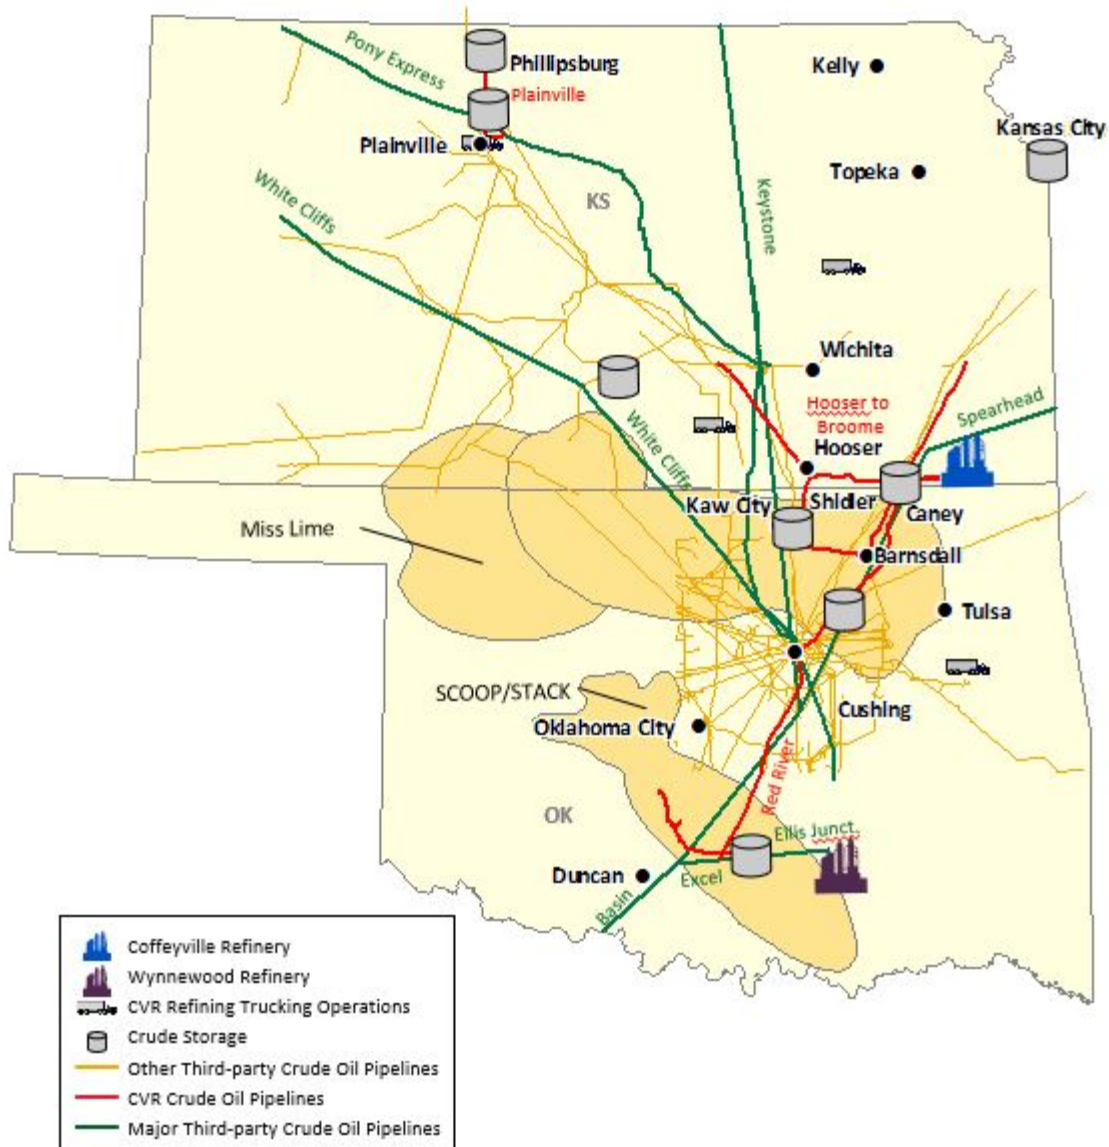 Pony Express
Phillipsburg
Plainville
Plainville
Kelly
Kansas City
Topeka
White Cliffs
KS
Keystone
Wichita
Hooser to
Broome
Spearhead
Hooser
White Cliffs
Kaw City
Shidler
Caney
Miss Lime
Barnsdall
Tulsa
SCOOP/STACK
Cushing
Oklahoma City
Red River
OK
Ellis Junct.
Duncan
Excel
Basin
Coffeyville Refinery
Wynnewood Refinery
CVR Refining Trucking Operations
Crude Storage
Other Third-party Crude Oil Pipelines
CVR Crude Oil Pipelines
Major Third-party Crude Oil Pipelines